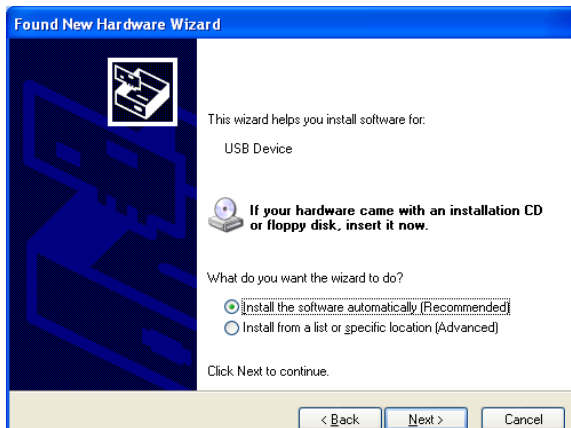 Found New Hardware Wizard
This wizard helps you install software for:
USB Device
If your hardware came with an installation CD
or floppy disk, insert it now.
What do you want the wizard to do?
Install the software automatically (Recommended)
Install from a list or specific location (Advanced)
Click Next to continue.
< Back Next > Cancel